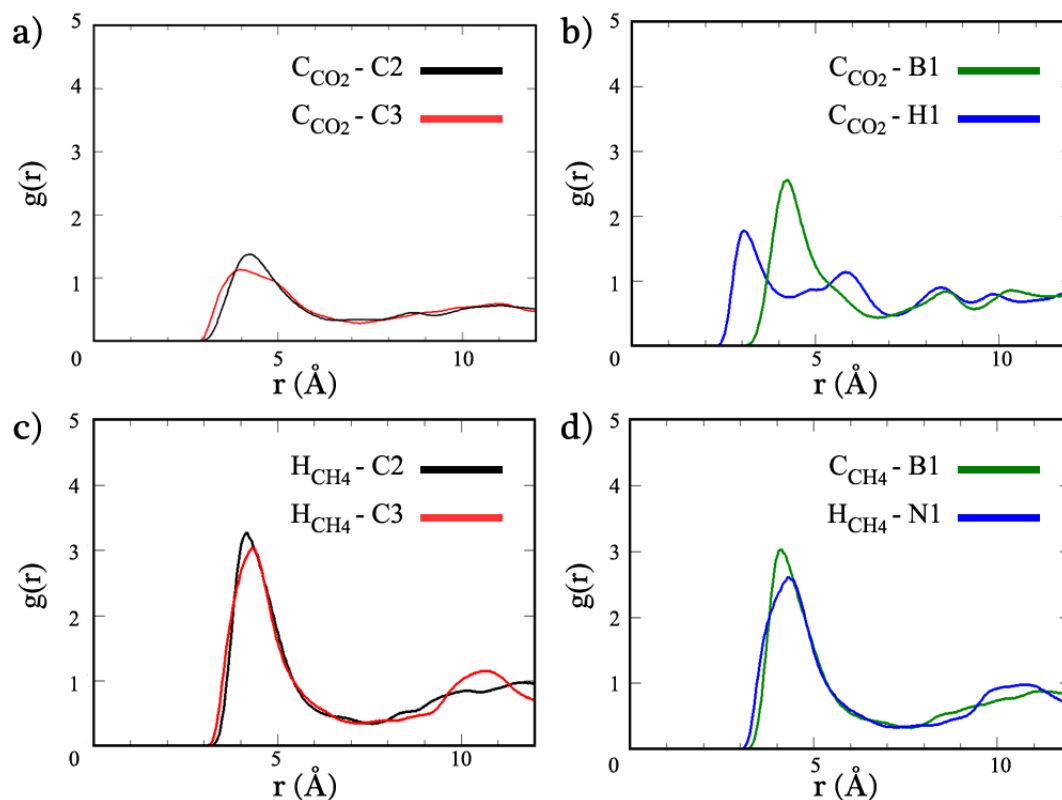 a)
5
4
3
2
1
0
5
10
g(r)
r (Å)
C_CO2 - C2
C_CO2 - C3
b)
5
4
3
2
1
0
5
10
g(r)
r (Å)
C_CO2 - B1
C_CO2 - H1
c)
5
4
3
2
1
0
5
10
g(r)
r (Å)
H_CH4 - C2
H_CH4 - C3
d)
5
4
3
2
1
0
5
10
g(r)
r (Å)
C_CH4 - B1
H_CH4 - N1